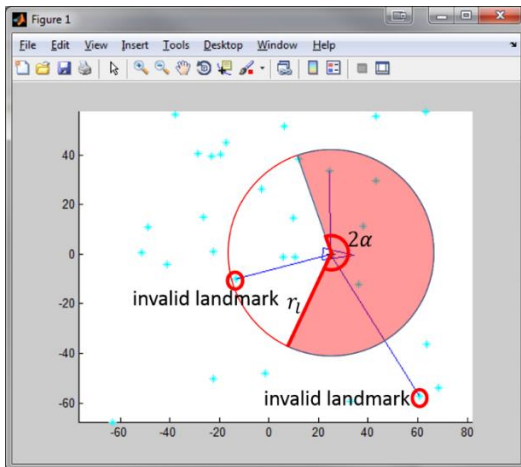 Figure 1
File Edit View Insert Tools Desktop Window Help
40
20
0
-20
-40
-60
2α
invalid landmark
r_l
invalid landmark
-60 -40 -20 0 20 40 60 80